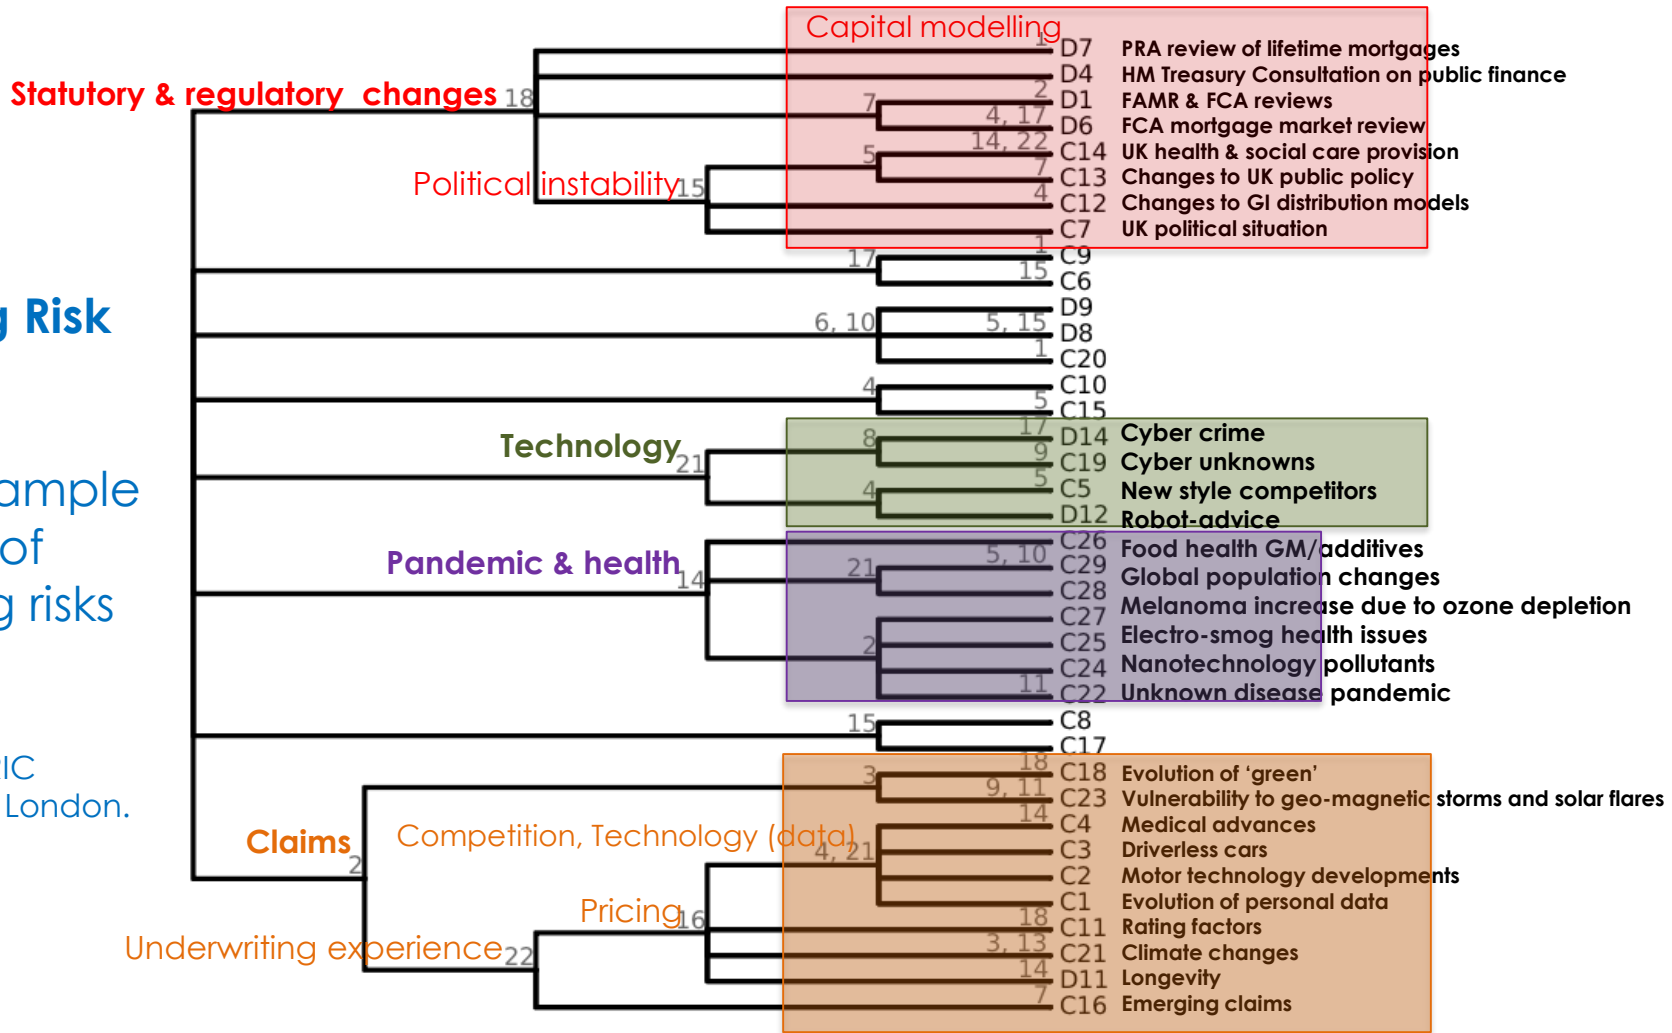 Capital modelling
1 D7 PRA review of lifetime mortgages
D4 HM Treasury Consultation on public finance
Statutory & regulatory changes 18
7
2 D1 FAMR & FCA reviews
4, 17 D6 FCA mortgage market review
14, 22 C14 UK health & social care provision
5
7 C13 Changes to UK public policy
Political instability 15
4 C12 Changes to GI distribution models
C7 UK political situation
17
1 C9
15 C6
g Risk
D9
6, 10
5, 15 D8
1 C20
4
C10
5 C15
Technology 21
8
17 D14 Cyber crime
9 C19 Cyber unknowns
4
5 C5 New style competitors
D12 Robot-advice
ample
of
g risks
Pandemic & health 14
C26 Food health GM/additives
21
5, 10 C29 Global population changes
C28 Melanoma increase due to ozone depletion
C27
2
C25 Electro-smog health issues
C24 Nanotechnology pollutants
11 C22 Unknown disease pandemic
15
C8
C17
RIC
London.
3
18 C18 Evolution of ‘green’
9, 11 C23 Vulnerability to geo-magnetic storms and solar flares
Claims 2
Competition, Technology (data)
4, 21
14 C4 Medical advances
C3 Driverless cars
C2 Motor technology developments
C1 Evolution of personal data
Pricing 16
18 C11 Rating factors
Underwriting experience 22
3, 13 C21 Climate changes
14 D11 Longevity
7 C16 Emerging claims